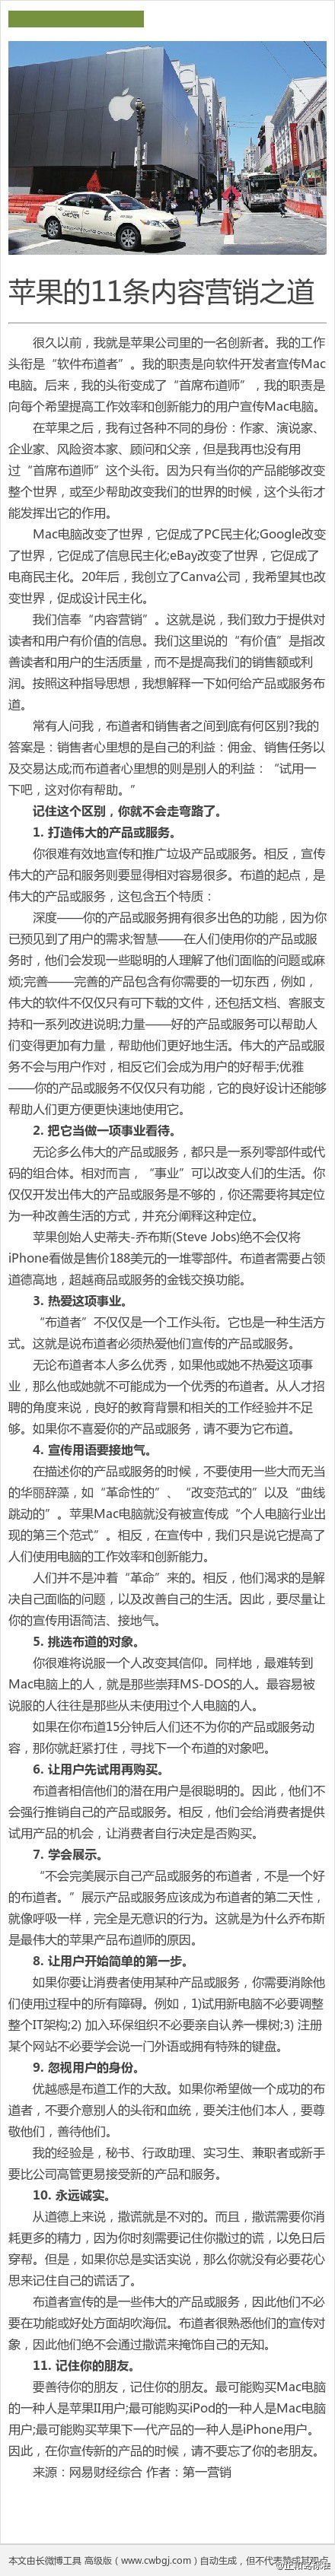 苹果的11条内容营销之道
很久以前，我就是苹果公司里的一名创新者。我的工作
头衔是“软件布道者”。我的职责是向软件开发者宣传Mac
电脑。后来，我的头衔变成了“首席布道师”，我的职责是
向每个希望提高工作效率和创新能力的用户宣传Mac电脑。
在苹果之后，我有过各种不同的身份：作家、演说家、
企业家、风险资本家、顾问和父亲，但是我再也没有用
过“首席布道师”这个头衔。因为只有当你的产品能够改变
整个世界，或至少帮助改变我们的世界的时候，这个头衔才
能发挥出它的作用。
Mac电脑改变了世界，它促成了PC民主化;Google改变
了世界，它促成了信息民主化;eBay改变了世界，它促成了
电商民主化。20年后，我创立了Canva公司，我希望其也改
变世界，促成设计民主化。
我们信奉“内容营销”。这就是说，我们致力于提供对
读者和用户有价值的信息。我们这里说的“有价值”是指改
善读者和用户的生活质量，而不是提高我们的销售额或利
润。按照这种指导思想，我想解释一下如何给产品或服务布
道。
常有人问我，布道者和销售者之间到底有何区别?我的
答案是：销售者心里想的是自己的利益：佣金、销售任务以
及交易达成;而布道者心里想的则是别人的利益：“试用一
下吧，这对你有帮助。”
记住这个区别，你就不会走弯路了。
1. 打造伟大的产品或服务。
你很难有效地宣传和推广垃圾产品或服务。相反，宣传
伟大的产品和服务则要显得相对容易很多。布道的起点，是
伟大的产品或服务，这包含五个特质：
深度——你的产品或服务拥有很多出色的功能，因为你
已预见到了用户的需求;智慧——在人们使用你的产品或服
务时，他们会发现一些聪明的人理解了他们面临的问题或麻
烦;完善——完善的产品包含有你需要的一切东西，例如，
伟大的软件不仅仅只有可下载的文件，还包括文档、客服支
持和一系列改进说明;力量——好的产品或服务可以帮助人
们变得更加有力量，帮助他们更好地生活。伟大的产品或服
务不会与用户作对，相反它们会成为用户的好帮手;优雅
——你的产品或服务不仅仅只有功能，它的良好设计还能够
帮助人们更方便更快速地使用它。
2. 把它当做一项事业看待。
无论多么伟大的产品或服务，都只是一系列零部件或代
码的组合体。相对而言，“事业”可以改变人们的生活。你
仅仅开发出伟大的产品或服务是不够的，你还需要将其定位
为一种改善生活的方式，并充分阐释这种定位。
苹果创始人史蒂夫-乔布斯(Steve Jobs)绝不会仅将
iPhone看做是售价188美元的一堆零部件。布道者需要占领
道德高地，超越商品或服务的金钱交换功能。
3. 热爱这项事业。
“布道者”不仅仅是一个工作头衔。它也是一种生活方
式。这就是说布道者必须热爱他们宣传的产品或服务。
无论布道者本人多么优秀，如果他或她不热爱这项事
业，那么他或她就不可能成为一个优秀的布道者。从人才招
聘的角度来说，良好的教育背景和相关的工作经验并不足
够。如果你不喜爱你的产品或服务，请不要为它布道。
4. 宣传用语要接地气。
在描述你的产品或服务的时候，不要使用一些大而无当
的华丽辞藻，如“革命性的”、“改变范式的”以及“曲线
跳动的”。苹果Mac电脑就没有被宣传成“个人电脑行业出
现的第三个范式”。相反，在宣传中，我们只是说它提高了
人们使用电脑的工作效率和创新能力。
人们并不是冲着“革命”来的。相反，他们渴求的是解
决自己面临的问题，以及改善自己的生活。因此，要尽量让
你的宣传用语简洁、接地气。
5. 挑选布道的对象。
你很难将说服一个人改变其信仰。同样地，最难转到
Mac电脑上的人，就是那些崇拜MS-DOS的人。最容易被
说服的人往往是那些从未使用过个人电脑的人。
如果在你布道15分钟后人们还不为你的产品或服务动
容，那你就赶紧打住，寻找下一个布道的对象吧。
6. 让用户先试用再购买。
布道者相信他们的潜在用户是很聪明的。因此，他们不
会强行推销自己的产品或服务。相反，他们会给消费者提供
试用产品的机会，让消费者自行决定是否购买。
7. 学会展示。
“不会完美展示自己产品或服务的布道者，不是一个好
的布道者。”展示产品或服务应该成为布道者的第二天性，
就像呼吸一样，完全是无意识的行为。这就是为什么乔布斯
是最伟大的苹果产品布道师的原因。
8. 让用户开始简单的第一步。
如果你要让消费者使用某种产品或服务，你需要消除他
们使用过程中的所有障碍。例如，1)试用新电脑不必要调整
整个IT架构;2) 加入环保组织不必要亲自认养一棵树;3) 注册
某个网站不必要学会说一门外语或拥有特殊的键盘。
9. 忽视用户的身份。
优越感是布道工作的大敌。如果你希望做一个成功的布
道者，不要介意别人的头衔和血统，要关注他们本人，要尊
敬他们，善待他们。
我的经验是，秘书、行政助理、实习生、兼职者或新手
要比公司高管更易接受新的产品和服务。
10. 永远诚实。
从道德上来说，撒谎就是不对的。而且，撒谎需要你消
耗更多的精力，因为你时刻需要记住你撒过的谎，以免日后
穿帮。但是，如果你总是实话实说，那么你就没有必要花心
思来记住自己的谎话了。
布道者宣传的是一些伟大的产品或服务，因此他们不必
要在功能或好处方面胡吹海侃。布道者很熟悉他们的宣传对
象，因此他们绝不会通过撒谎来掩饰自己的无知。
11. 记住你的朋友。
要善待你的朋友，记住你的朋友。最可能购买Mac电脑
的一种人是苹果II用户;最可能购买iPod的一种人是Mac电脑
用户;最可能购买苹果下一代产品的一种人是iPhone用户。
因此，在你宣传新的产品的时候，请不要忘了你的老朋友。
来源：网易财经综合 作者：第一营销
本文由长微博工具 高级版（www.cwbgj.com）自动生成，但不代表赞成其观点